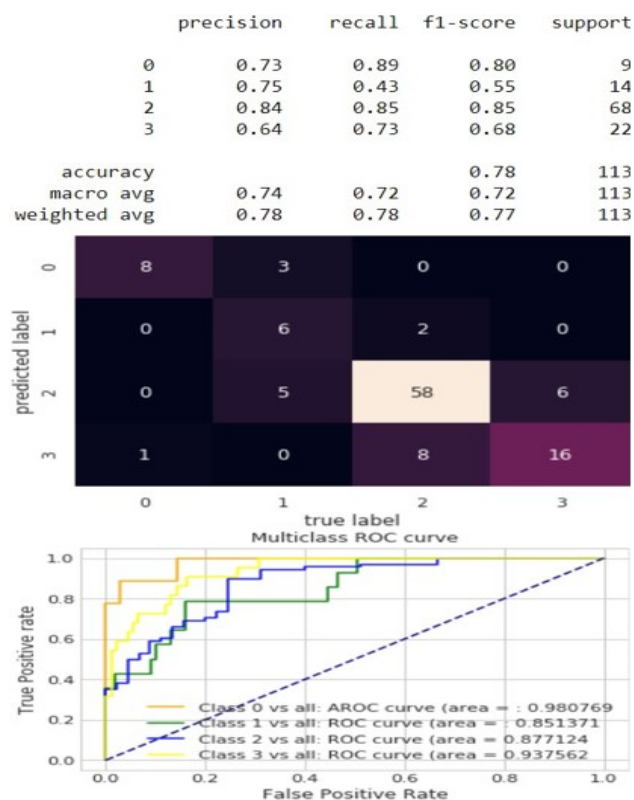 precision recall f1-score support
0 0.73 0.89 0.80 9
1 0.75 0.43 0.55 14
2 0.84 0.85 0.85 68
3 0.64 0.73 0.68 22
accuracy 0.78 113
macro avg 0.74 0.72 0.72 113
weighted avg 0.78 0.78 0.77 113
0 8 3 0 0
1 0 6 2 0
predicted label
2 0 5 58 6
3 1 0 8 16
0 1 2 3
true label
Multiclass ROC curve
1.0
0.8
0.6
0.4
0.2
0.0
True Positive rate
Class 0 vs all: AROC curve (area = : 0.980769
Class 1 vs all: ROC curve (area = : 0.851371
Class 2 vs all: ROC curve (area = 0.877124
Class 3 vs all: ROC curve (area = 0.937562
0.0 0.2 0.4 0.6 0.8 1.0
False Positive Rate